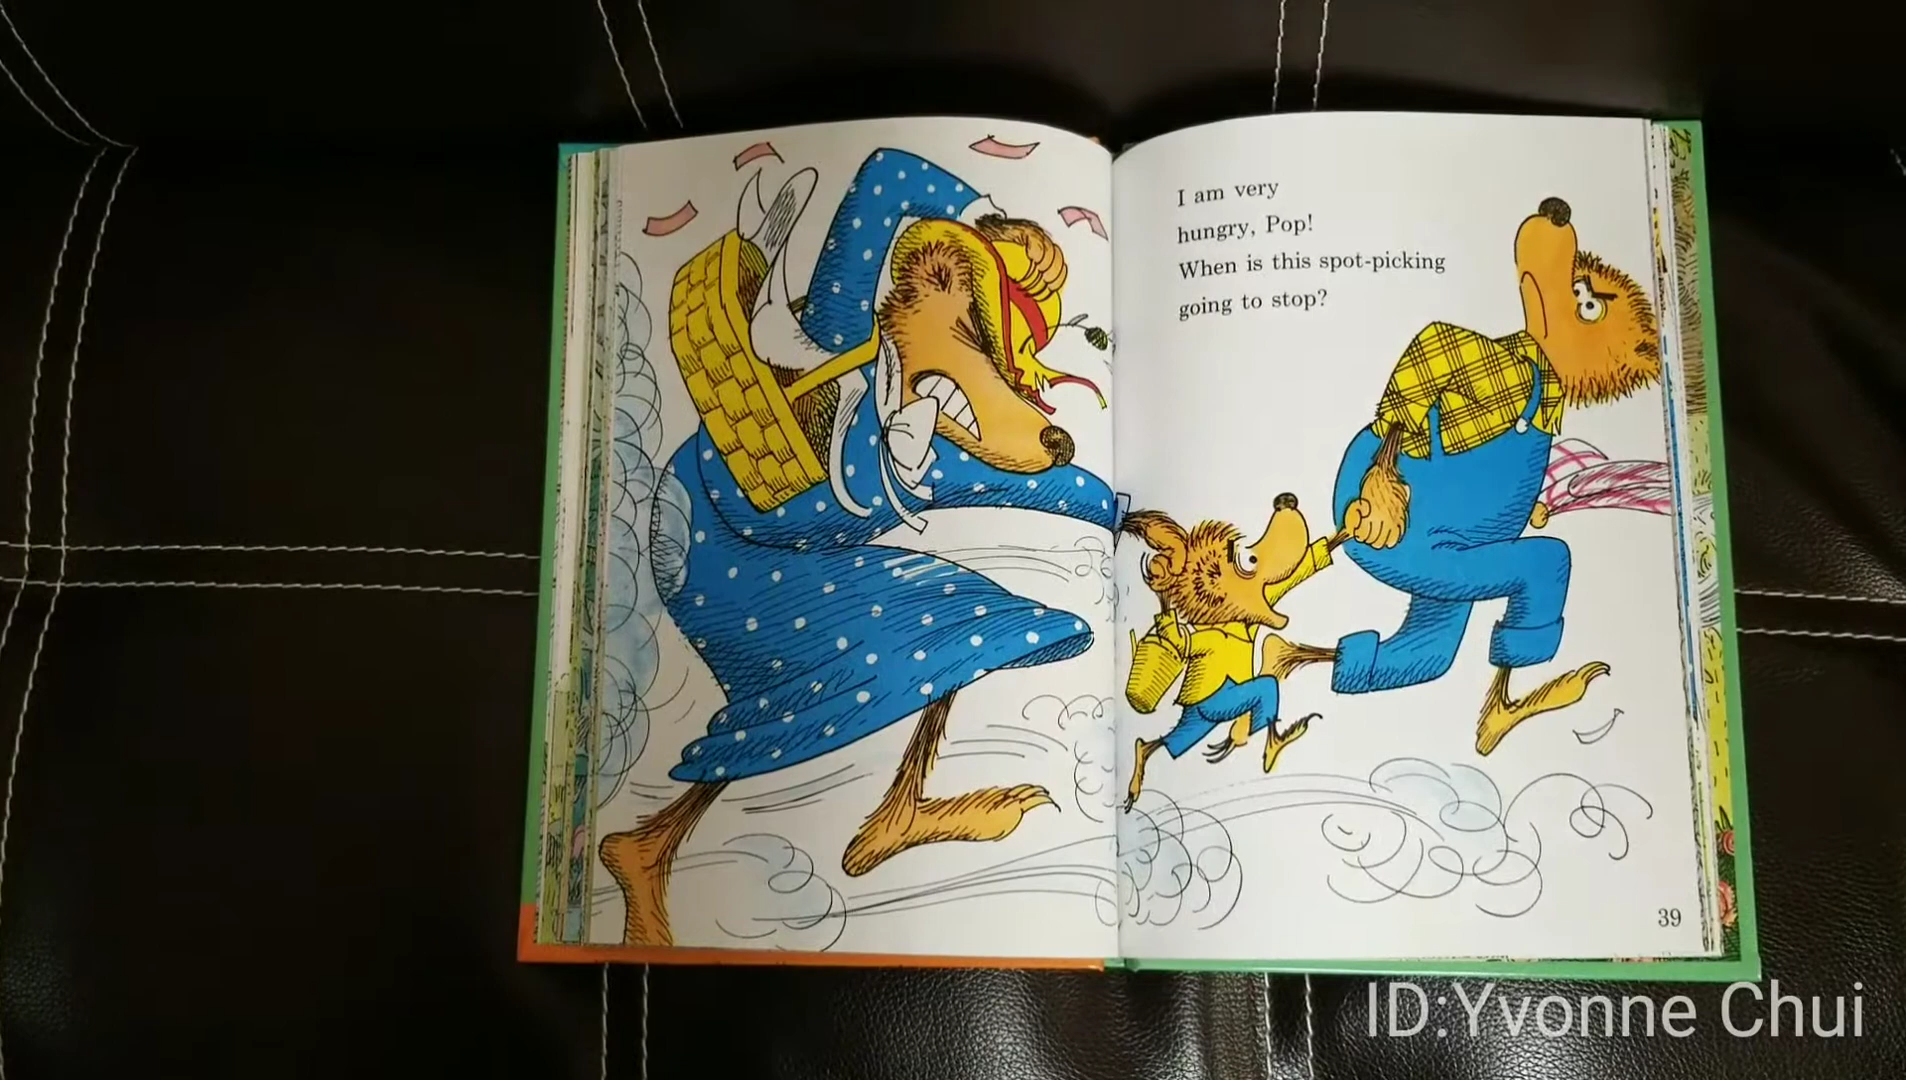 I am very
hungry, Pop!
When is this spot-picking
going to stop?
39
ID:Yvonne Chui